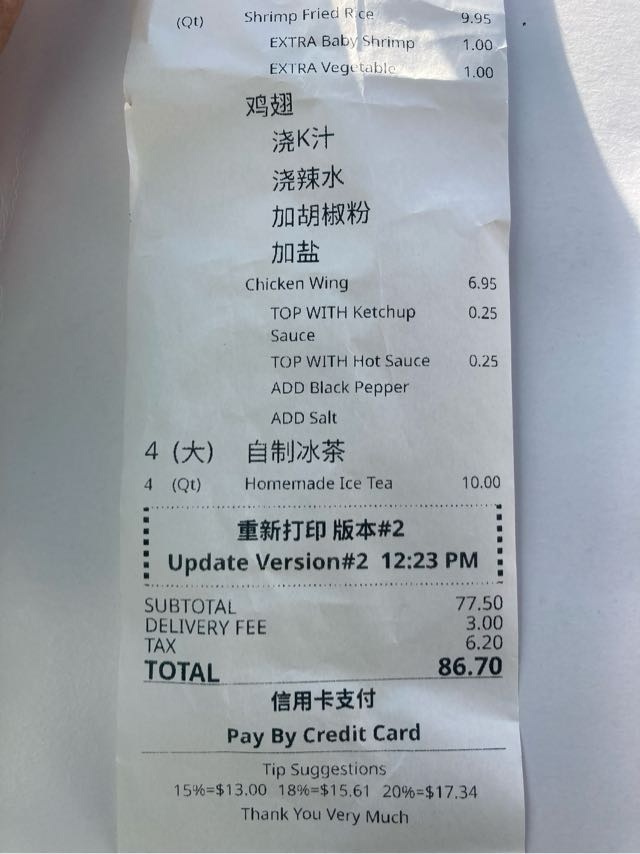 (Qt) Shrimp Fried Rice 9.95
EXTRA Baby Shrimp 1.00
EXTRA Vegetable 1.00
鸡翅
浇K汁
浇辣水
加胡椒粉
加盐
Chicken Wing 6.95
TOP WITH Ketchup 0.25
Sauce
TOP WITH Hot Sauce 0.25
ADD Black Pepper
ADD Salt
4 (大) 自制冰茶
4 (Qt) Homemade Ice Tea 10.00
重新打印 版本#2
Update Version#2 12:23 PM
SUBTOTAL 77.50
DELIVERY FEE 3.00
TAX 6.20
TOTAL 86.70
信用卡支付
Pay By Credit Card
Tip Suggestions
15%=$13.00 18%=$15.61 20%=$17.34
Thank You Very Much